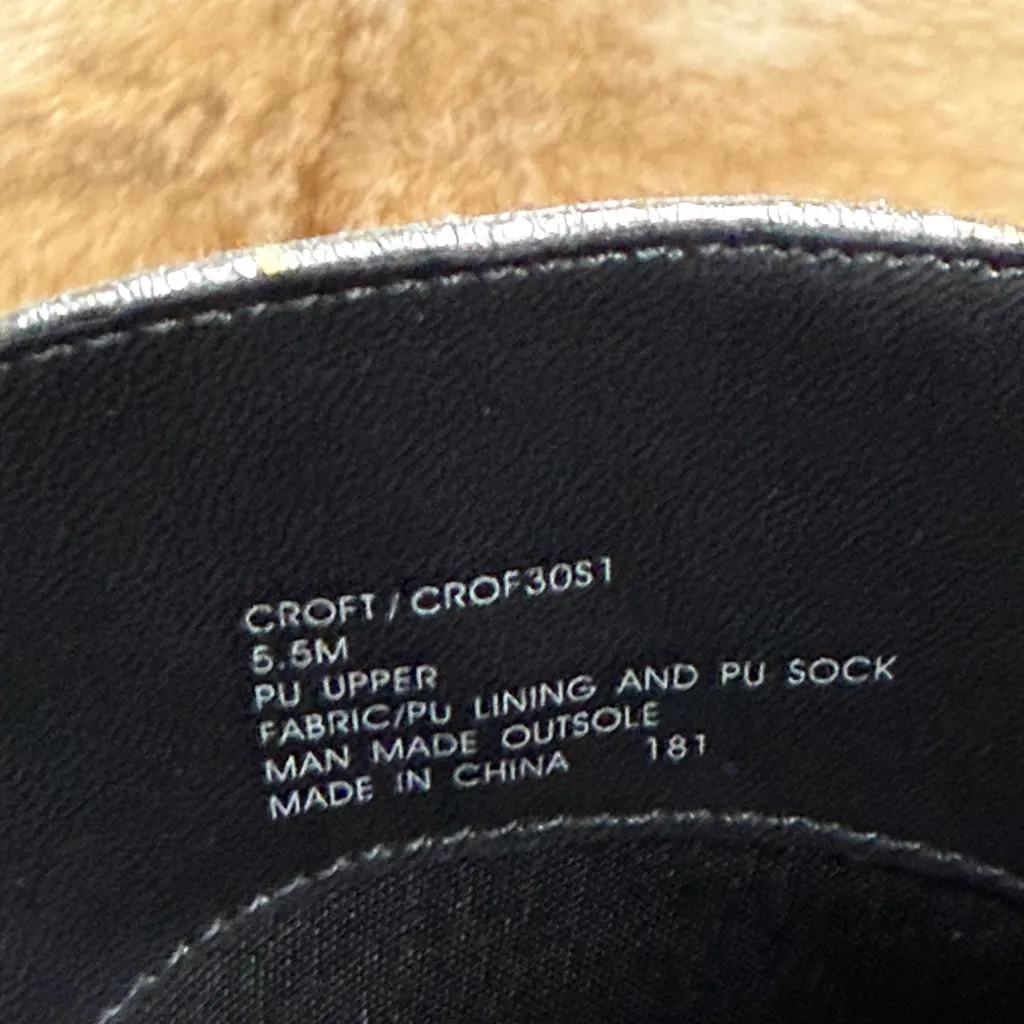 CROFT / CROF30S1
5.5M
PU UPPER
FABRIC/PU LINING AND PU SOCK
MAN MADE OUTSOLE
MADE IN CHINA 181